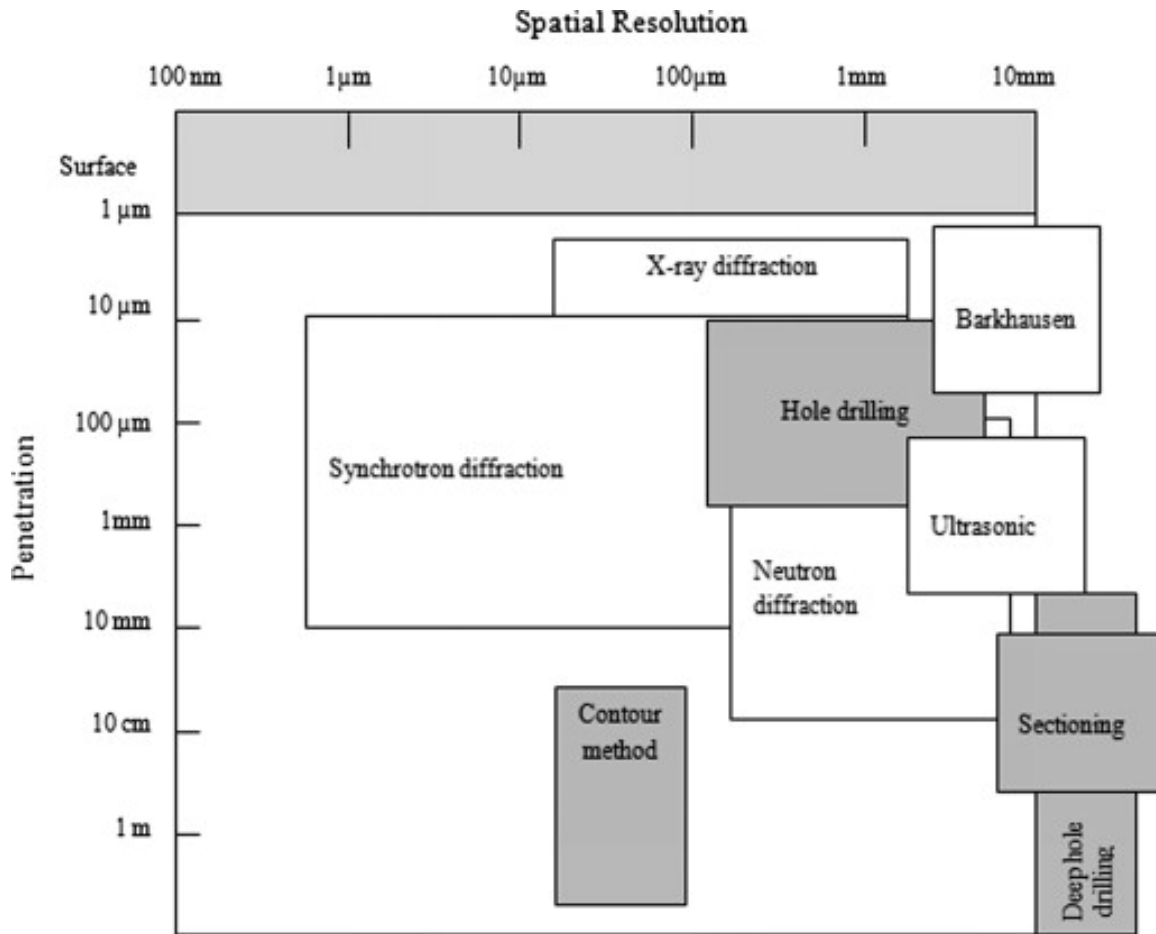 Spatial Resolution
100 nm 1µm 10µm 100µm 1mm 10mm
Surface
1 µm
X-ray diffraction
10 µm
Barkhausen
100 µm
Hole drilling
Synchrotron diffraction
1mm
Ultrasonic
Neutron
diffraction
10 mm
Penetration
Contour
method
10 cm
Sectioning
1 m
Deep hole
drilling